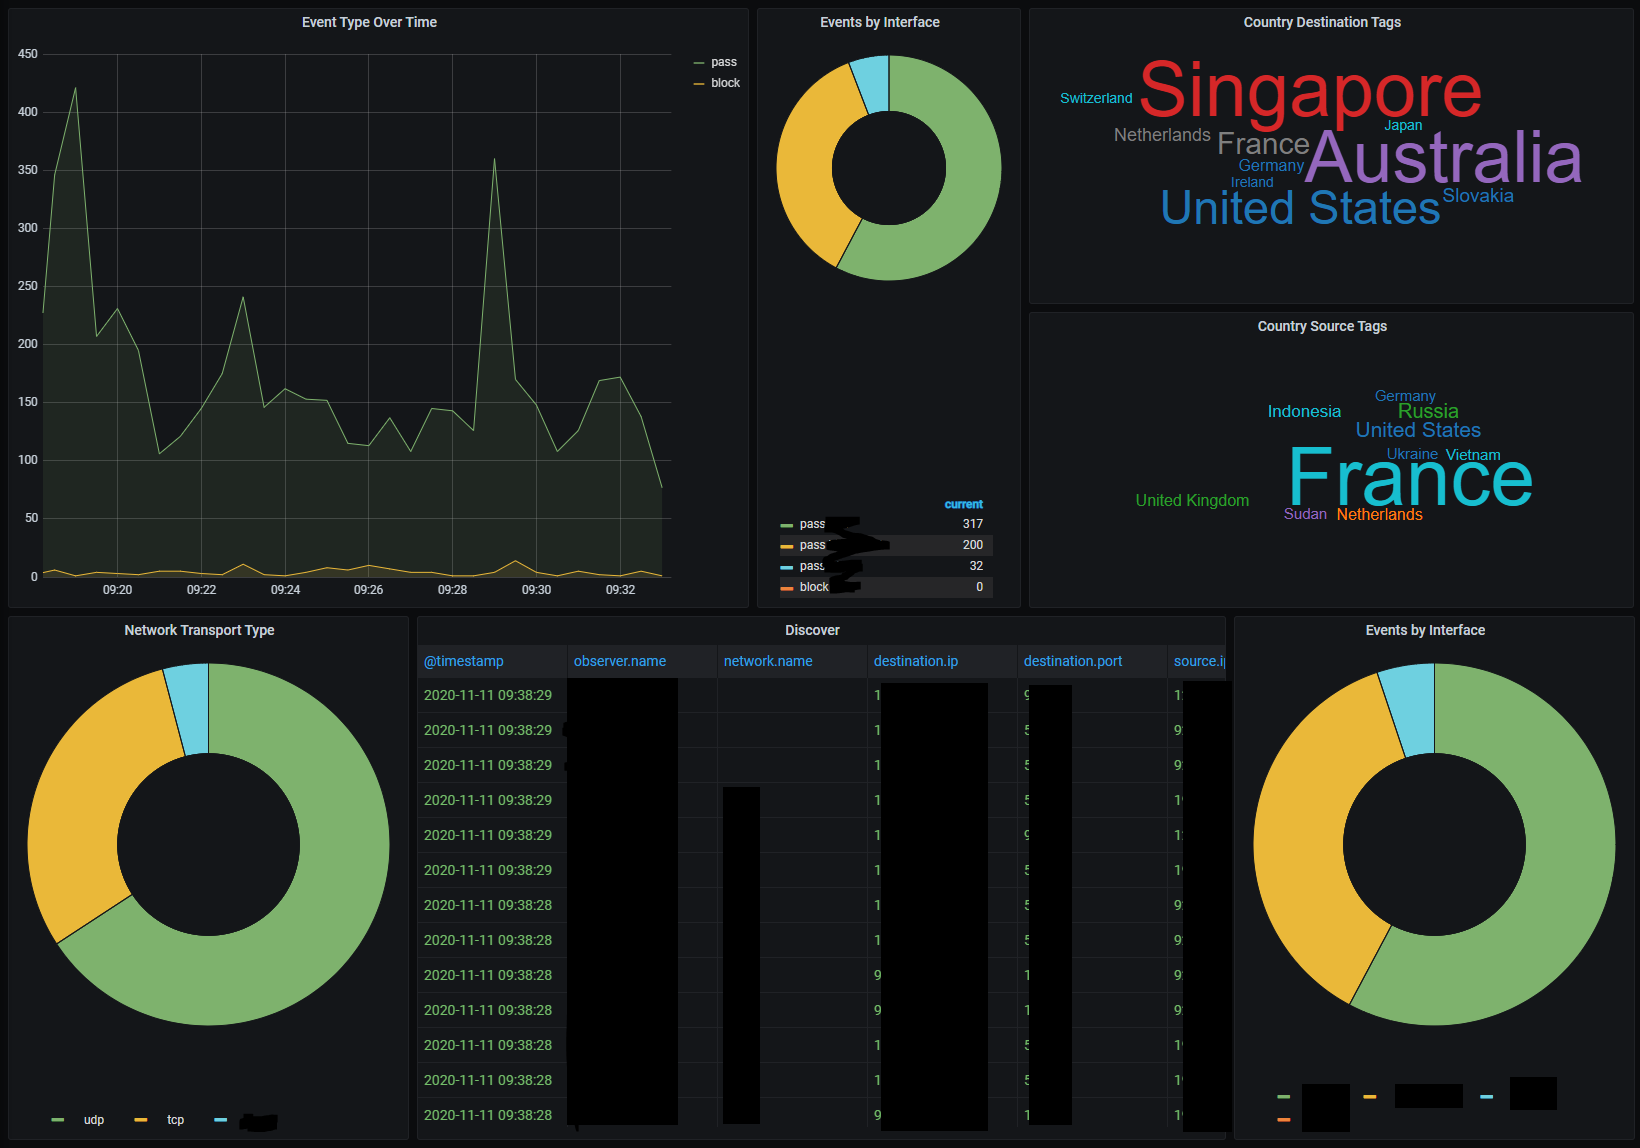 Event Type Over Time
450
400
350
300
250
200
150
100
50
0
09:20 09:22 09:24 09:26 09:28 09:30 09:32
pass
block
Events by Interface
current
pass 317
pass 200
pass 32
block 0
Country Destination Tags
Singapore
Switzerland
Japan
Netherlands
France
Australia
Germany
Ireland
United States
Slovakia
Country Source Tags
Germany
Indonesia
Russia
United States
Ukraine
Vietnam
France
United Kingdom
Sudan
Netherlands
Network Transport Type
udp tcp
Discover
@timestamp observer.name network.name destination.ip destination.port source.i
2020-11-11 09:38:29 1 9 1
2020-11-11 09:38:29 1 5 9
2020-11-11 09:38:29 1 5 9
2020-11-11 09:38:29 1 5 1
2020-11-11 09:38:29 1 9 1
2020-11-11 09:38:29 1 5 1
2020-11-11 09:38:28 1 5 9
2020-11-11 09:38:28 1 5 9
2020-11-11 09:38:28 9 1 9
2020-11-11 09:38:28 9 1 9
2020-11-11 09:38:28 1 5 1
2020-11-11 09:38:28 1 5 1
2020-11-11 09:38:28 9 1 1
Events by Interface